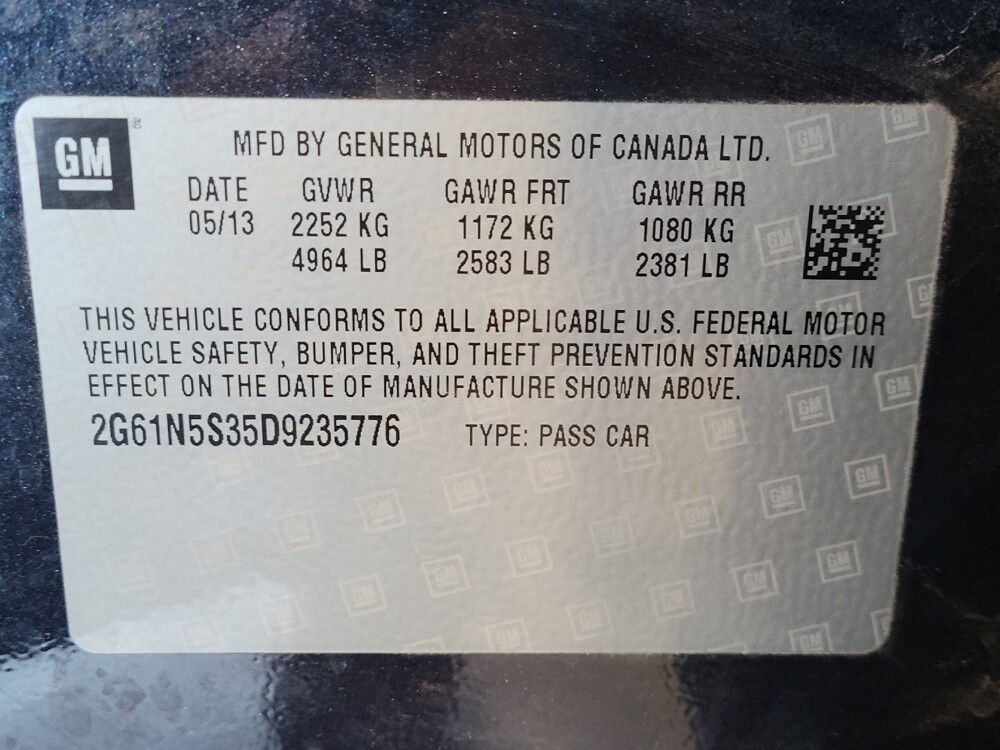 GM
MFD BY GENERAL MOTORS OF CANADA LTD.
DATE GVWR GAWR FRT GAWR RR
05/13 2252 KG 1172 KG 1080 KG
4964 LB 2583 LB 2381 LB
THIS VEHICLE CONFORMS TO ALL APPLICABLE U.S. FEDERAL MOTOR
VEHICLE SAFETY, BUMPER, AND THEFT PREVENTION STANDARDS IN
EFFECT ON THE DATE OF MANUFACTURE SHOWN ABOVE.
2G61N5S35D9235776 TYPE: PASS CAR